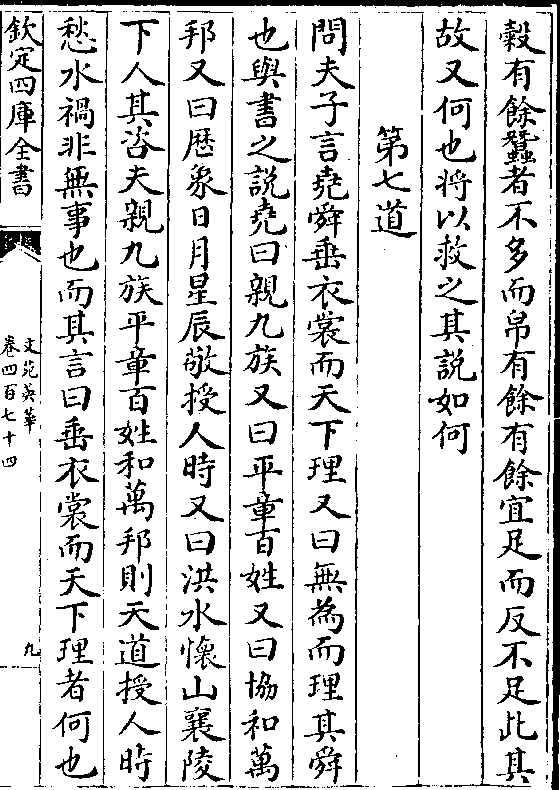 穀有餘蠶者不多而帛有餘有餘宜足而反不足此其
故又何也將以救之其說如何
第七道
問夫子言堯舜垂衣裳而天下理又曰無為而理其舜
也與書之說堯曰親九族又曰平章百姓又曰協和萬
邦又曰厯象日月星辰敬授人時又曰洪水懷山襄陵
下人其咨夫親九族平章百姓和萬邦則天道授人時
愁水禍非無事也而其言曰垂衣裳而天下理者何也
欽定四庫全書
文苑英華
卷四百七十四
九